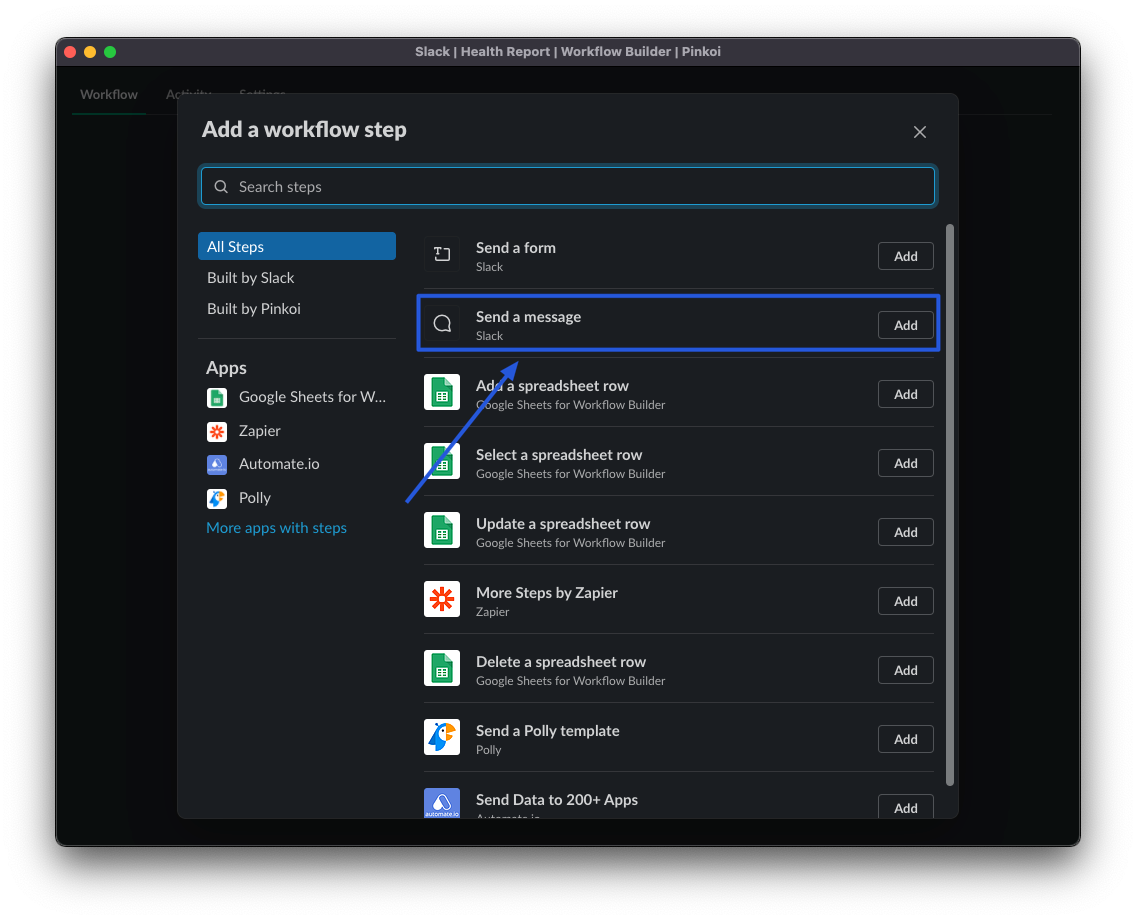 Slack | Health Report | Workflow Builder | Pinkoi
Workflow
Activity
Settings
Add a workflow step
Search steps
All Steps
Built by Slack
Built by Pinkoi
Apps
Google Sheets for W...
Zapier
Automate.io
Polly
More apps with steps
Send a form
Slack
Add
Send a message
Slack
Add
Add a spreadsheet row
Google Sheets for Workflow Builder
Add
Select a spreadsheet row
Google Sheets for Workflow Builder
Add
Update a spreadsheet row
Google Sheets for Workflow Builder
Add
More Steps by Zapier
Zapier
Add
Delete a spreadsheet row
Google Sheets for Workflow Builder
Add
Send a Polly template
Polly
Add
automate.io
Send Data to 200+ Apps
Automate.io
Add